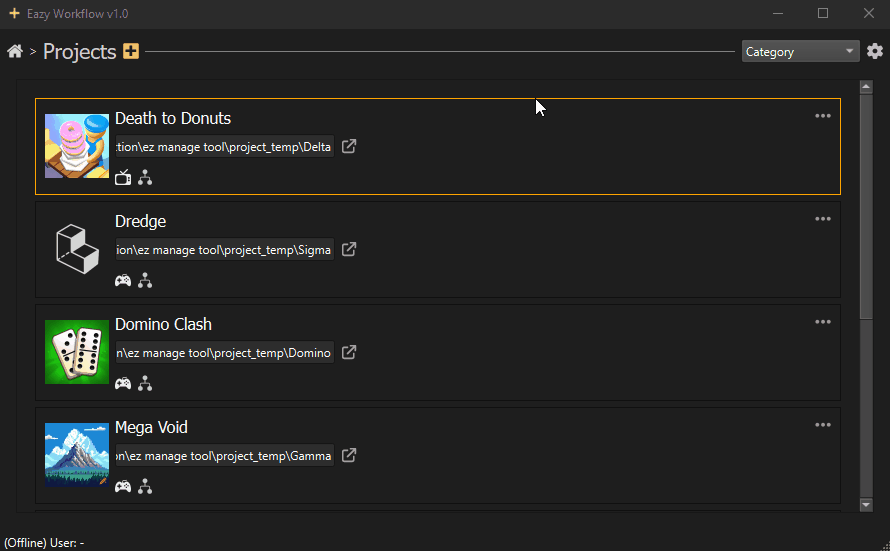 Eazy Workflow v1.0
> Projects
Category
Death to Donuts
:tion\ez manage tool\project_temp\Delta
Dredge
ion\ez manage tool\project_temp\Sigma
Domino Clash
n\ez manage tool\project_temp\Domino
Mega Void
on\ez manage tool\project_temp\Gamma
(Offline) User: -